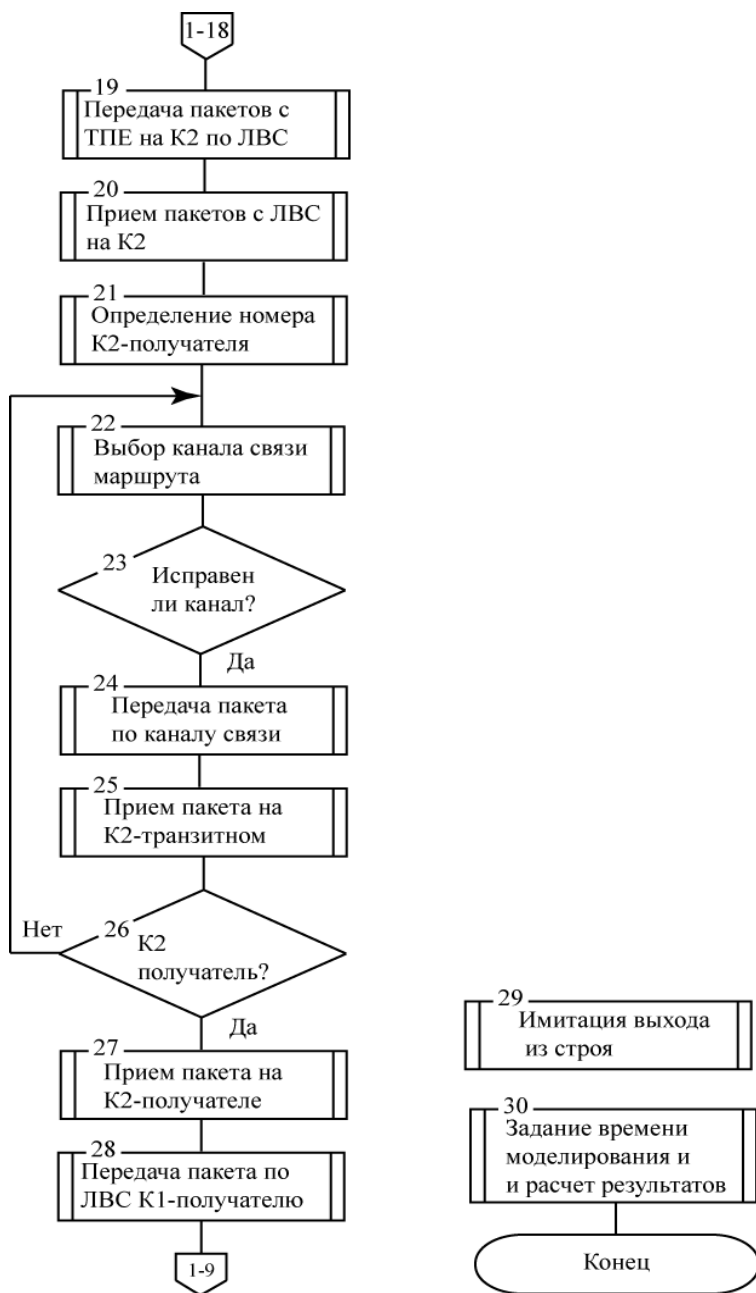 1-18
19
Передача пакетов с
ТПЕ на К2 по ЛВС
20
Прием пакетов с ЛВС
на К2
21
Определение номера
К2-получателя
22
Выбор канала связи
маршрута
23
Исправен
ли канал?
Да
24
Передача пакета
по каналу связи
25
Прием пакета на
К2-транзитном
Нет
26
К2
получатель?
Да
27
Прием пакета на
К2-получателе
28
Передача пакета по
ЛВС К1-получателю
1-9
29
Имитация выхода
из строя
30
Задание времени
моделирования и
и расчет результатов
Конец